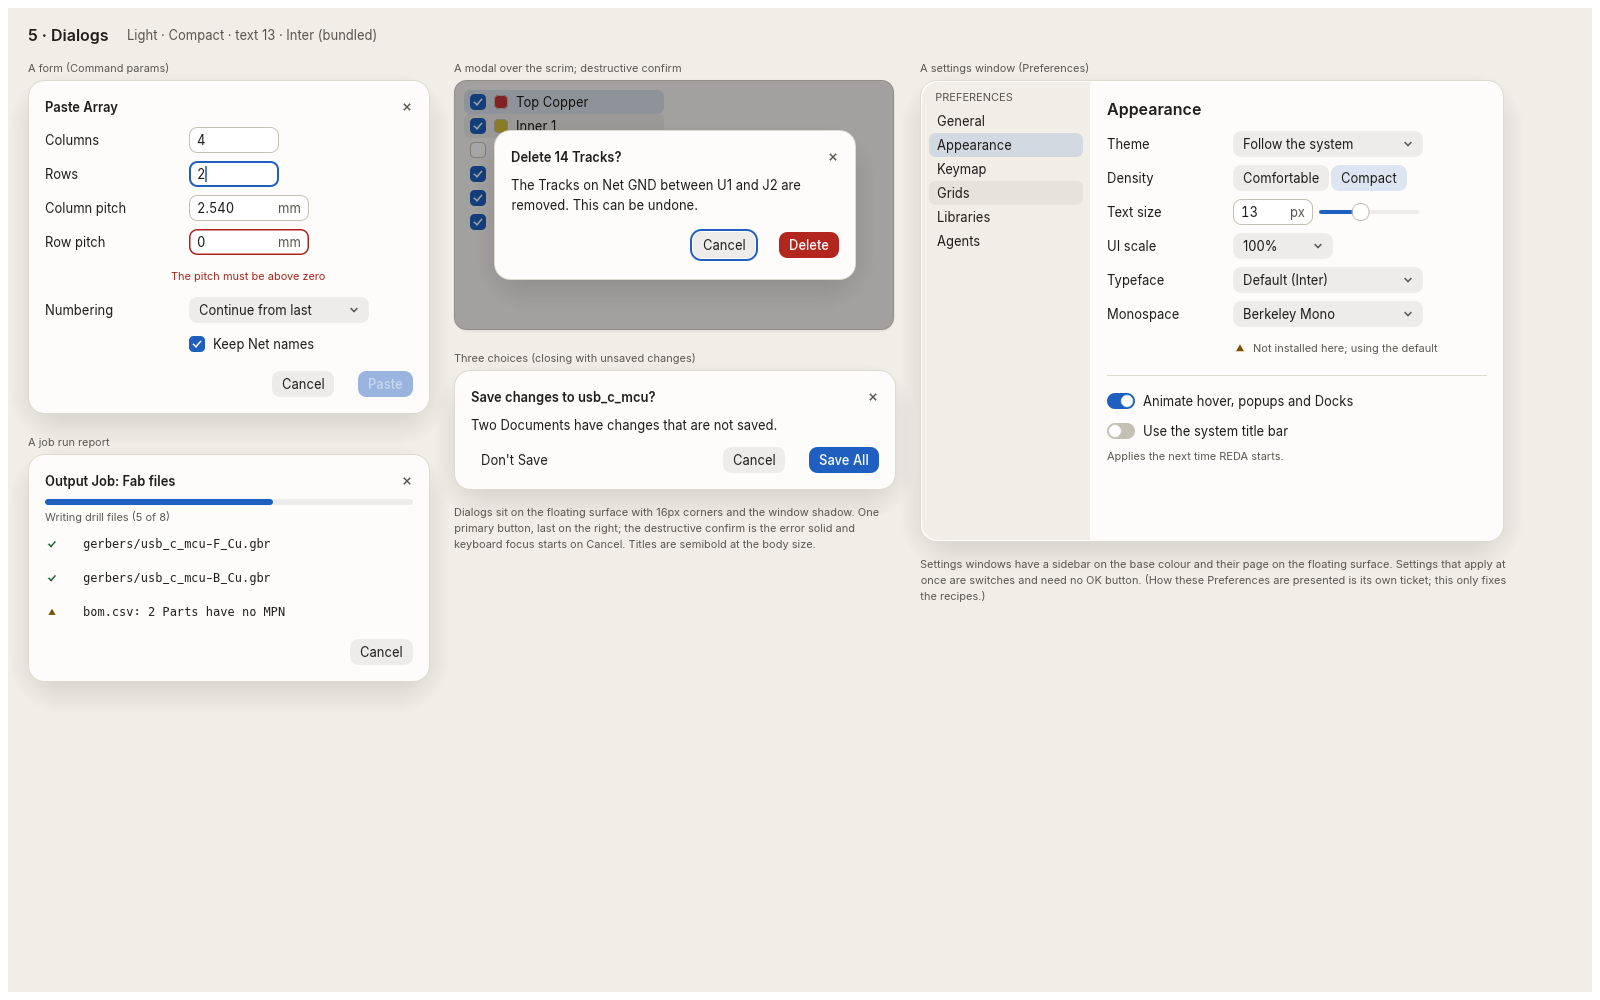 5 · Dialogs Light · Compact · text 13 · Inter (bundled)
A form (Command params)
Paste Array ×
Columns 4
Rows 2
Column pitch 2.540 mm
Row pitch 0 mm
The pitch must be above zero
Numbering Continue from last
Keep Net names
Cancel Paste
A job run report
Output Job: Fab files ×
Writing drill files (5 of 8)
gerbers/usb_c_mcu-F_Cu.gbr
gerbers/usb_c_mcu-B_Cu.gbr
bom.csv: 2 Parts have no MPN
Cancel
A modal over the scrim; destructive confirm
Top Copper
Inner 1
Delete 14 Tracks? ×
The Tracks on Net GND between U1 and J2 are
removed. This can be undone.
Cancel Delete
Three choices (closing with unsaved changes)
Save changes to usb_c_mcu? ×
Two Documents have changes that are not saved.
Don't Save Cancel Save All
Dialogs sit on the floating surface with 16px corners and the window shadow. One
primary button, last on the right; the destructive confirm is the error solid and
keyboard focus starts on Cancel. Titles are semibold at the body size.
A settings window (Preferences)
PREFERENCES
General
Appearance
Keymap
Grids
Libraries
Agents
Appearance
Theme Follow the system
Density Comfortable Compact
Text size 13 px
UI scale 100%
Typeface Default (Inter)
Monospace Berkeley Mono
Not installed here; using the default
Animate hover, popups and Docks
Use the system title bar
Applies the next time REDA starts.
Settings windows have a sidebar on the base colour and their page on the floating surface. Settings that apply at
once are switches and need no OK button. (How these Preferences are presented is its own ticket; this only fixes
the recipes.)